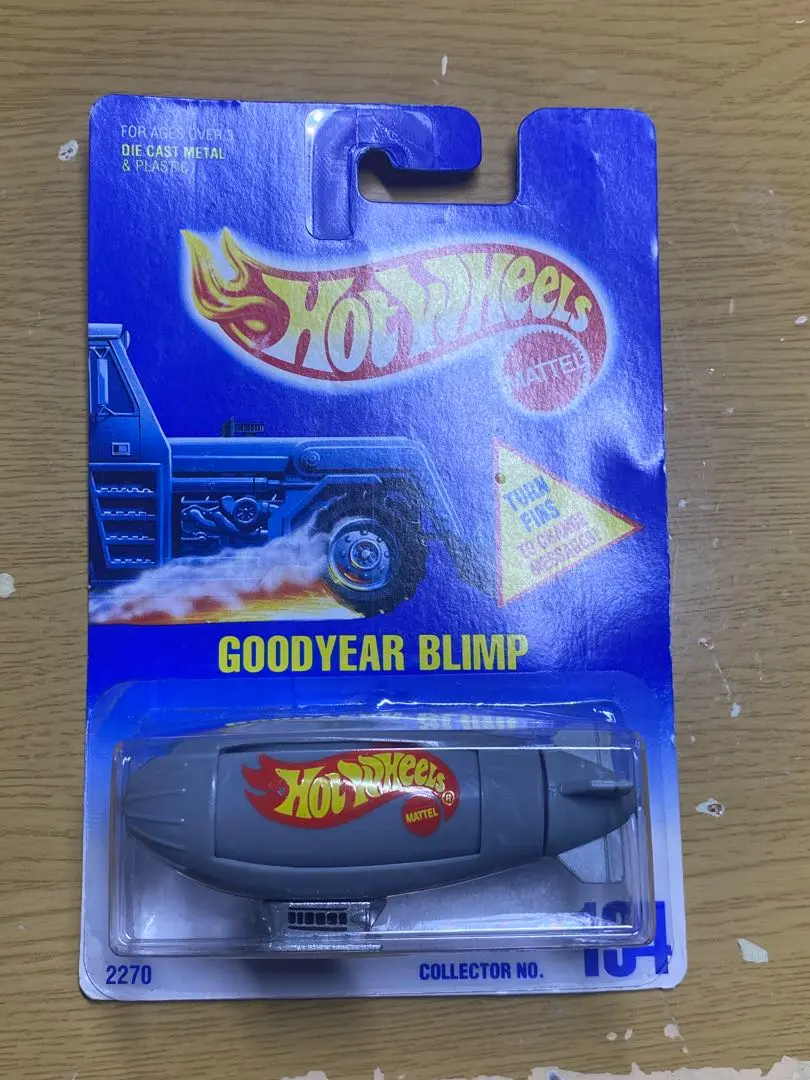 FOR AGES OVER 3
DIE CAST METAL
& PLASTIC
HOT WHEELS
MATTEL
TURN
FINS
TO CHANGE
MESSAGES!
GOODYEAR BLIMP
HOT WHEELS®
MATTEL
2270
COLLECTOR NO.
194